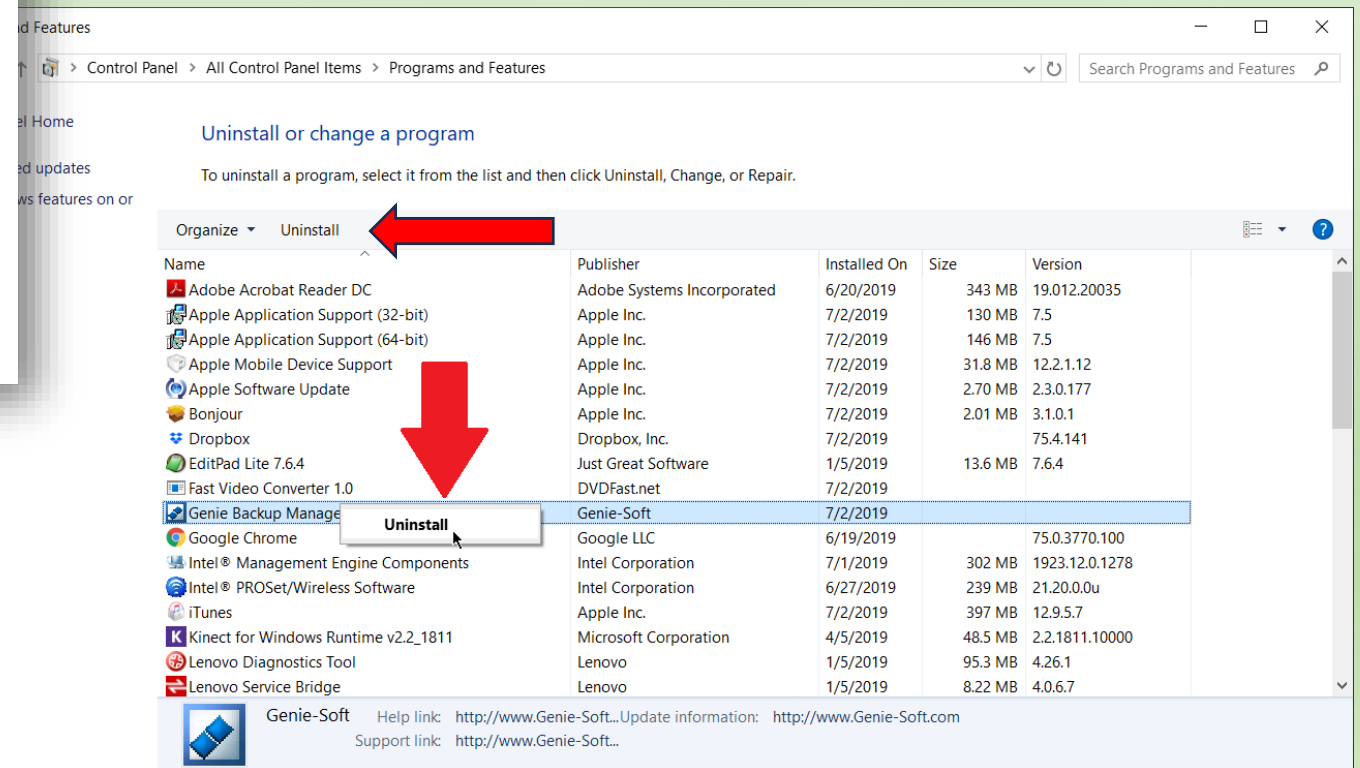 nd Features
Control Panel > All Control Panel Items > Programs and Features
Search Programs and Features
el Home
ed updates
ws features on or
Uninstall or change a program
To uninstall a program, select it from the list and then click Uninstall, Change, or Repair.
Organize Uninstall
?
Name Publisher Installed On Size Version
Adobe Acrobat Reader DC Adobe Systems Incorporated 6/20/2019 343 MB 19.012.20035
Apple Application Support (32-bit) Apple Inc. 7/2/2019 130 MB 7.5
Apple Application Support (64-bit) Apple Inc. 7/2/2019 146 MB 7.5
Apple Mobile Device Support Apple Inc. 7/2/2019 31.8 MB 12.2.1.12
Apple Software Update Apple Inc. 7/2/2019 2.70 MB 2.3.0.177
Bonjour Apple Inc. 7/2/2019 2.01 MB 3.1.0.1
Dropbox Dropbox, Inc. 7/2/2019 75.4.141
EditPad Lite 7.6.4 Just Great Software 1/5/2019 13.6 MB 7.6.4
Fast Video Converter 1.0 DVDFast.net 7/2/2019
Genie Backup Manage Genie-Soft 7/2/2019
Uninstall
Google Chrome Google LLC 6/19/2019 75.0.3770.100
Intel® Management Engine Components Intel Corporation 7/1/2019 302 MB 1923.12.0.1278
Intel® PROSet/Wireless Software Intel Corporation 6/27/2019 239 MB 21.20.0.0u
iTunes Apple Inc. 7/2/2019 397 MB 12.9.5.7
K Kinect for Windows Runtime v2.2_1811 Microsoft Corporation 4/5/2019 48.5 MB 2.2.1811.10000
Lenovo Diagnostics Tool Lenovo 1/5/2019 95.3 MB 4.26.1
Lenovo Service Bridge Lenovo 1/5/2019 8.22 MB 4.0.6.7
Genie-Soft Help link: http://www.Genie-Soft... Update information: http://www.Genie-Soft.com
Support link: http://www.Genie-Soft...